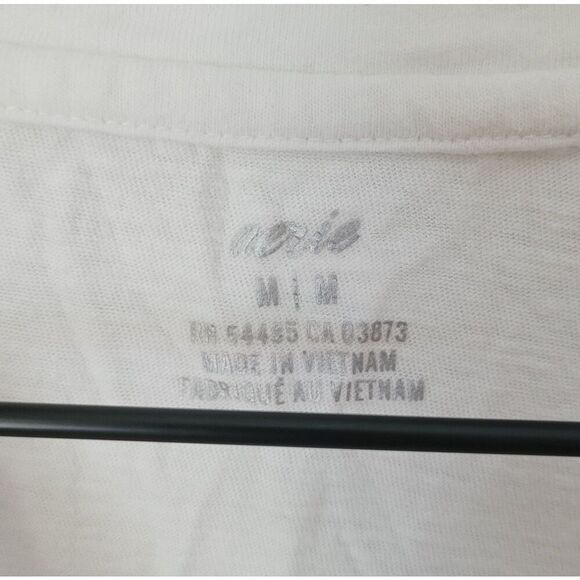 aerie
M | M
RN 54485 CA 03873
MADE IN VIETNAM
FABRIQUÉ AU VIETNAM